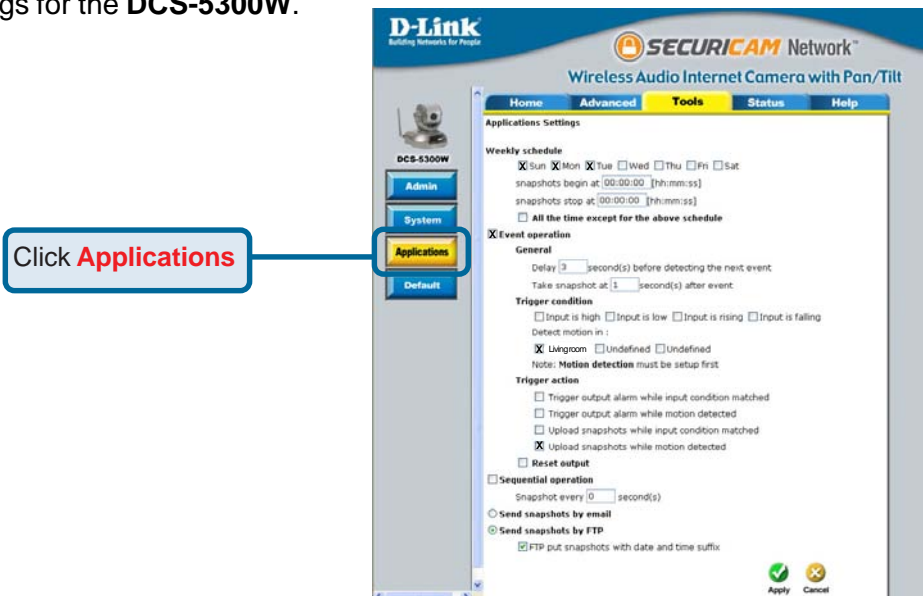 gs for the DCS-5300W.
D-Link
Building Networks for People
SECURICAM Network™
Wireless Audio Internet Camera with Pan/Tilt
Home Advanced Tools Status Help
DCS-5300W
Admin
System
Applications
Default
Click Applications
Applications Settings
Weekly schedule
X Sun X Mon X Tue Wed Thu Fri Sat
snapshots begin at 00:00:00 [hh:mm:ss]
snapshots stop at 00:00:00 [hh:mm:ss]
All the time except for the above schedule
X Event operation
General
Delay 3 second(s) before detecting the next event
Take snapshot at 1 second(s) after event
Trigger condition
Input is high Input is low Input is rising Input is falling
Detect motion in :
X Livingroom Undefined Undefined
Note: Motion detection must be setup first
Trigger action
Trigger output alarm while input condition matched
Trigger output alarm while motion detected
Upload snapshots while input condition matched
X Upload snapshots while motion detected
Reset output
Sequential operation
Snapshot every 0 second(s)
Send snapshots by email
Send snapshots by FTP
FTP put snapshots with date and time suffix
Apply Cancel